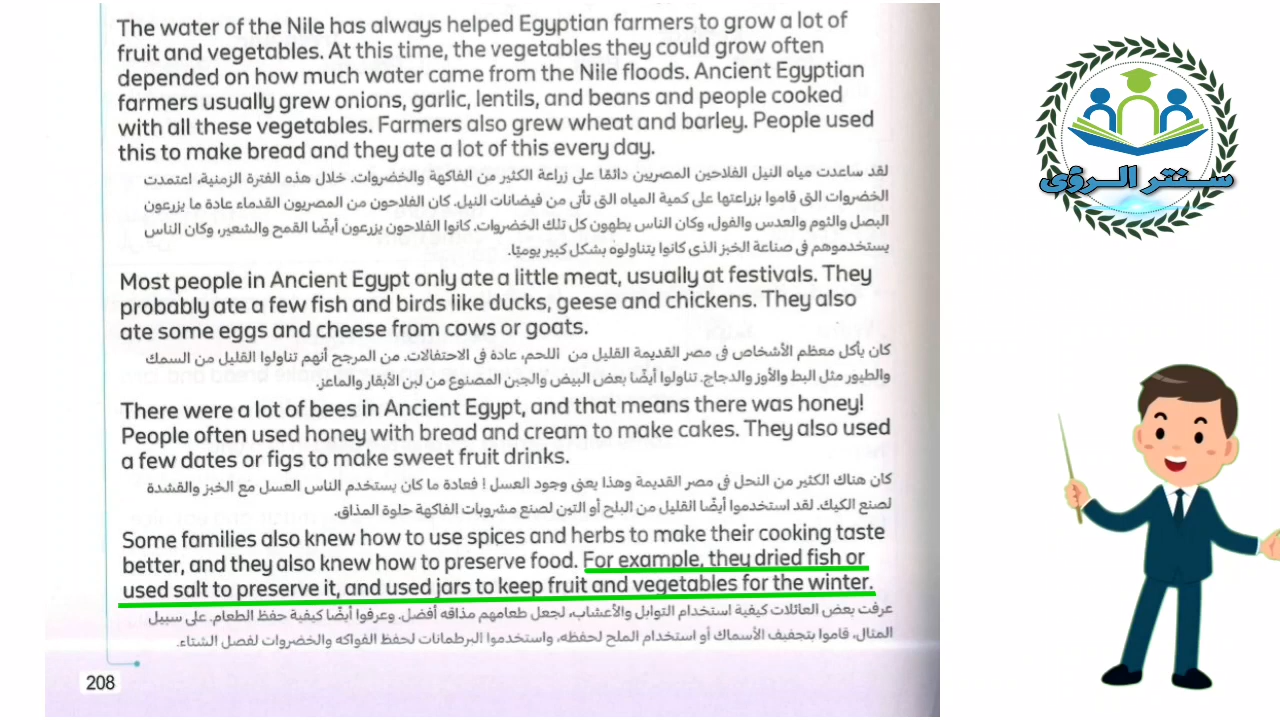 The water of the Nile has always helped Egyptian farmers to grow a lot of
fruit and vegetables. At this time, the vegetables they could grow often
depended on how much water came from the Nile floods. Ancient Egyptian
farmers usually grew onions, garlic, lentils, and beans and people cooked
with all these vegetables. Farmers also grew wheat and barley. People used
this to make bread and they ate a lot of this every day.
لقد ساعدت مياه النيل الفلاحين المصريين دائمًا على زراعة الكثير من الفاكهة والخضروات. خلال هذه الفترة الزمنية، اعتمدت
الخضروات التى قاموا بزراعتها على كمية المياه التى تأتى من فيضانات النيل. كان الفلاحون من المصريون القدماء عادة ما يزرعون
البصل والثوم والعدس والفول، وكان الناس يطهون كل تلك الخضروات. كانوا الفلاحون يزرعون أيضًا القمح والشعير، وكان الناس
يستخدموهم فى صناعة الخبز الذى كانوا يتناولوه بشكل كبير يوميًا.
Most people in Ancient Egypt only ate a little meat, usually at festivals. They
probably ate a few fish and birds like ducks, geese and chickens. They also
ate some eggs and cheese from cows or goats.
كان يأكل معظم الأشخاص فى مصر القديمة القليل من اللحم، عادة فى الاحتفالات. من المرجح أنهم تناولوا القليل من السمك
والطيور مثل البط والأوز والدجاج. تناولوا أيضًا بعض البيض والجبن المصنوع من لبن الأبقار والماعز.
There were a lot of bees in Ancient Egypt, and that means there was honey!
People often used honey with bread and cream to make cakes. They also used
a few dates or figs to make sweet fruit drinks.
كان هناك الكثير من النحل فى مصر القديمة وهذا يعنى وجود العسل ! فعادة ما كان يستخدم الناس العسل مع الخبز والقشدة
لصنع الكيك. لقد استخدموا أيضًا القليل من البلح أو التين لصنع مشروبات الفاكهة حلوة المذاق.
Some families also knew how to use spices and herbs to make their cooking taste
better, and they also knew how to preserve food. For example, they dried fish or
used salt to preserve it, and used jars to keep fruit and vegetables for the winter.
عرفت بعض العائلات كيفية استخدام التوابل والأعشاب، لجعل طعامهم مذاقه أفضل. وعرفوا أيضًا كيفية حفظ الطعام. على سبيل
المثال، قاموا بتجفيف الأسماك أو استخدام الملح لحفظه، واستخدموا البرطمانات لحفظ الفواكه والخضروات لفصل الشتاء.
208
سنتر الرؤى